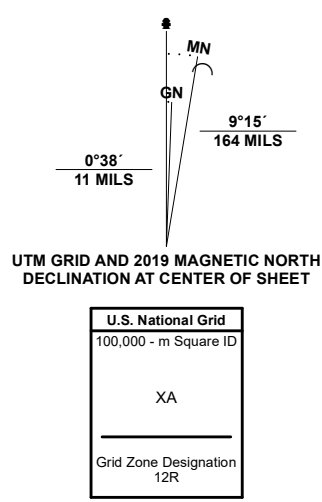 MN
GN
9°15´
164 MILS
0°38´
11 MILS
UTM GRID AND 2019 MAGNETIC NORTH
DECLINATION AT CENTER OF SHEET
U.S. National Grid
100,000 - m Square ID
XA
Grid Zone Designation
12R